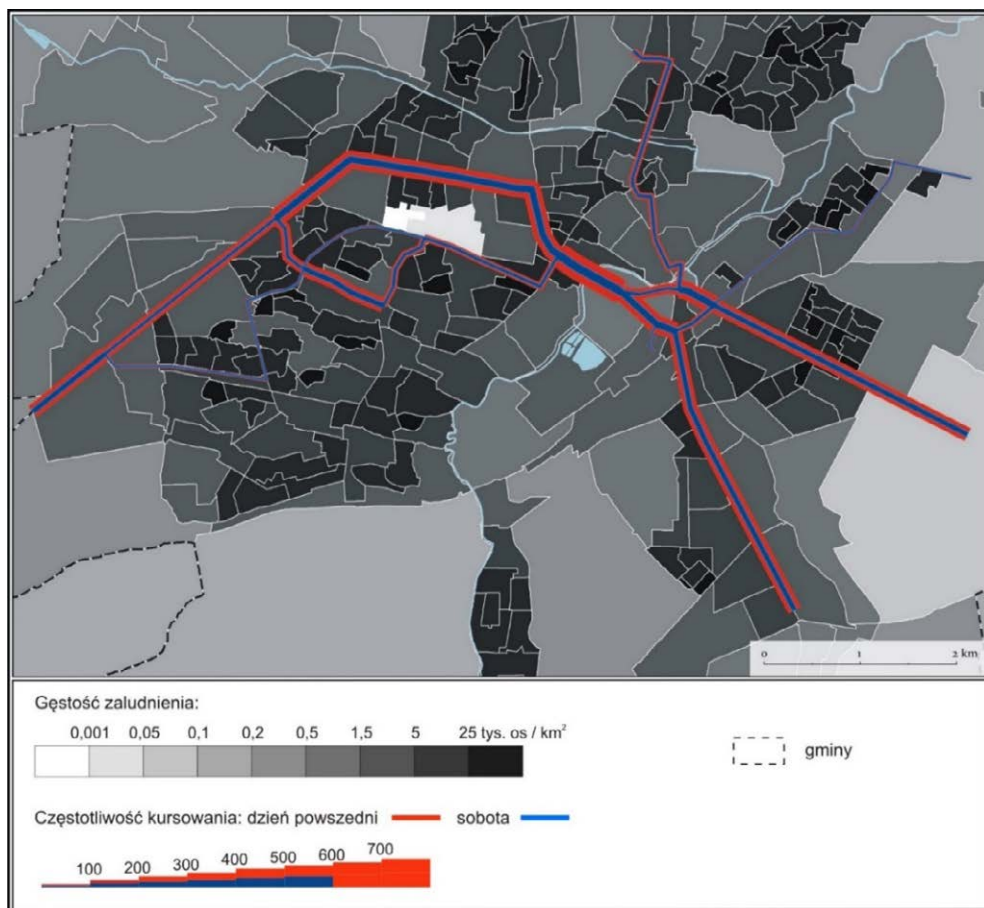 0 1 2 km
Gęstość zaludnienia:
0,001 0,05 0,1 0,2 0,5 1,5 5 25 tys. os / km²
gminy
Częstotliwość kursowania: dzień powszedni sobota
100 200 300 400 500 600 700